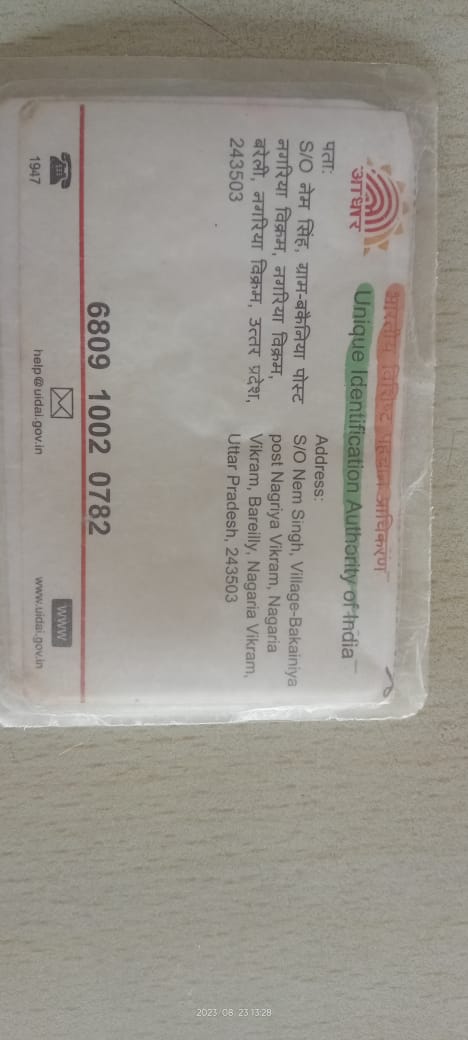 आधार
भारतीय विशिष्ट पहचान प्राधिकरण
Unique Identification Authority of India
पता:
S/O नेम सिंह, ग्राम-बकैनिया पोस्ट
नगरिया विक्रम, नगरिया विक्रम,
बरेली, नगरिया विक्रम, उत्तर प्रदेश,
243503
Address:
S/O Nem Singh, Village-Bakainiya
post Nagriya Vikram, Nagaria
Vikram, Bareilly, Nagaria Vikram,
Uttar Pradesh, 243503
6809 1002 0782
1947
help@uidai.gov.in
www
www.uidai.gov.in
2023/08/23 13:28